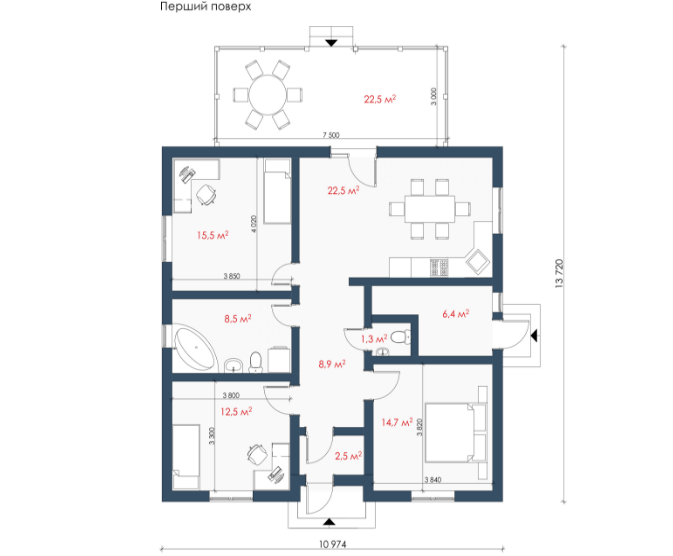 Перший поверх
22,5 м²
3 000
7 500
22,5 м²
15,5 м²
4 020
3 850
13 720
8,5 м²
6,4 м²
1,3 м²
8,9 м²
3 800
12,5 м²
3 300
14,7 м²
3 820
2,5 м²
3 840
10 974